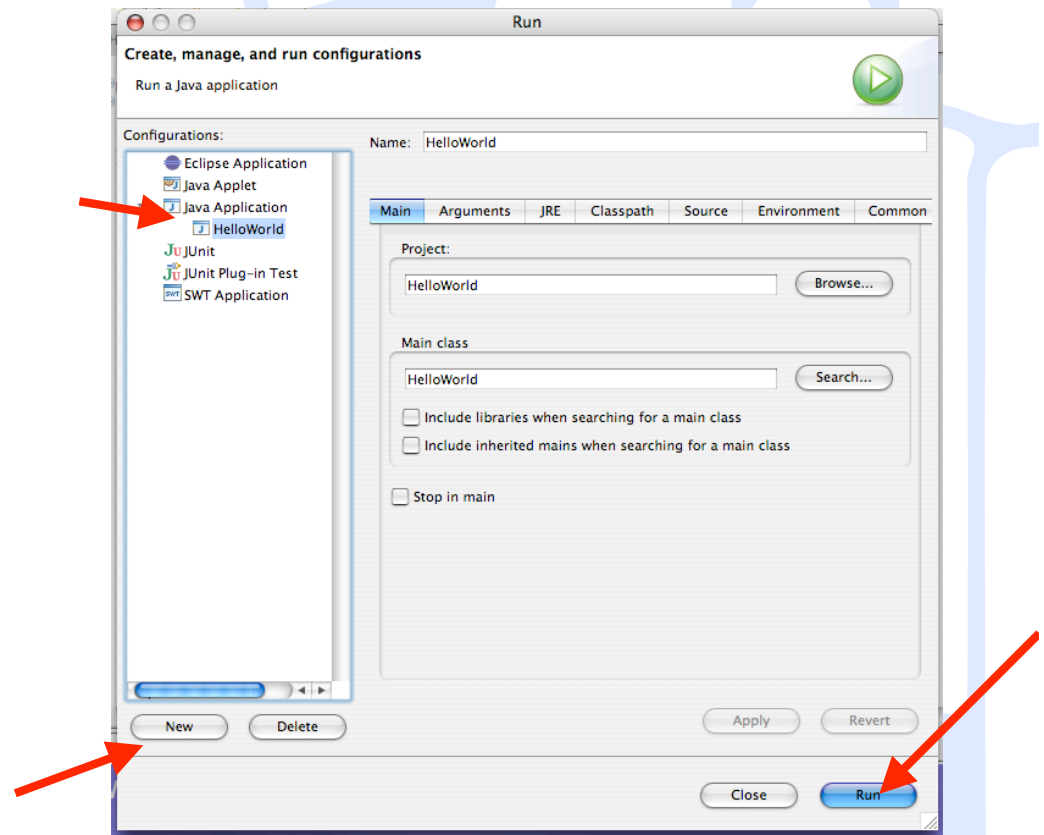 Run
Create, manage, and run configurations
Run a Java application
Configurations:
Eclipse Application
Java Applet
Java Application
HelloWorld
JUnit
JUnit Plug-in Test
SWT Application
New
Delete
Name: HelloWorld
Main Arguments JRE Classpath Source Environment Common
Project:
HelloWorld
Browse...
Main class
HelloWorld
Search...
Include libraries when searching for a main class
Include inherited mains when searching for a main class
Stop in main
Apply
Revert
Close
Run